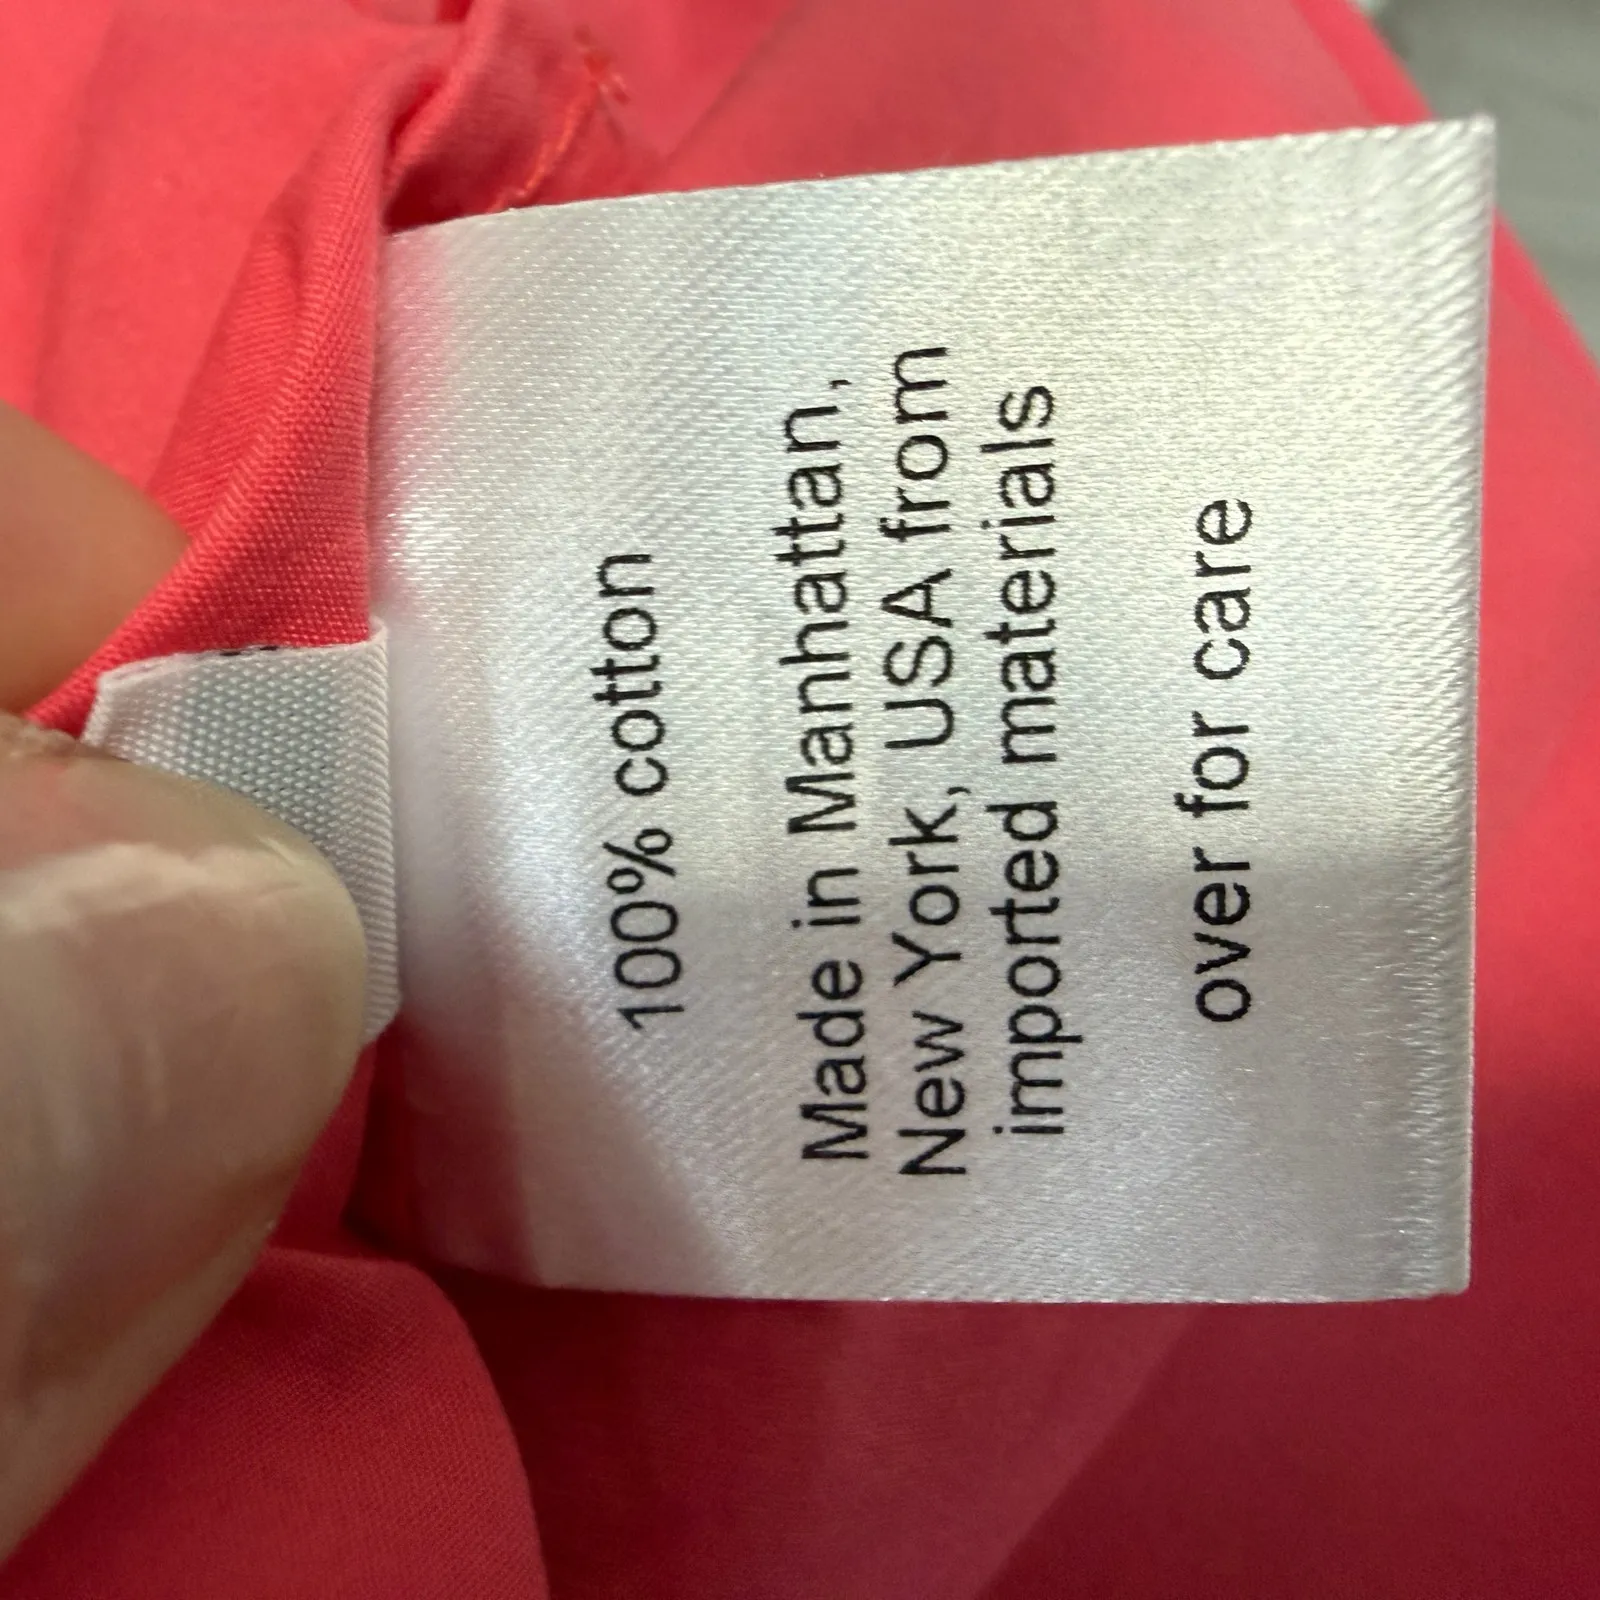 100% cotton
Made in Manhattan,
New York, USA from
imported materials
over for care